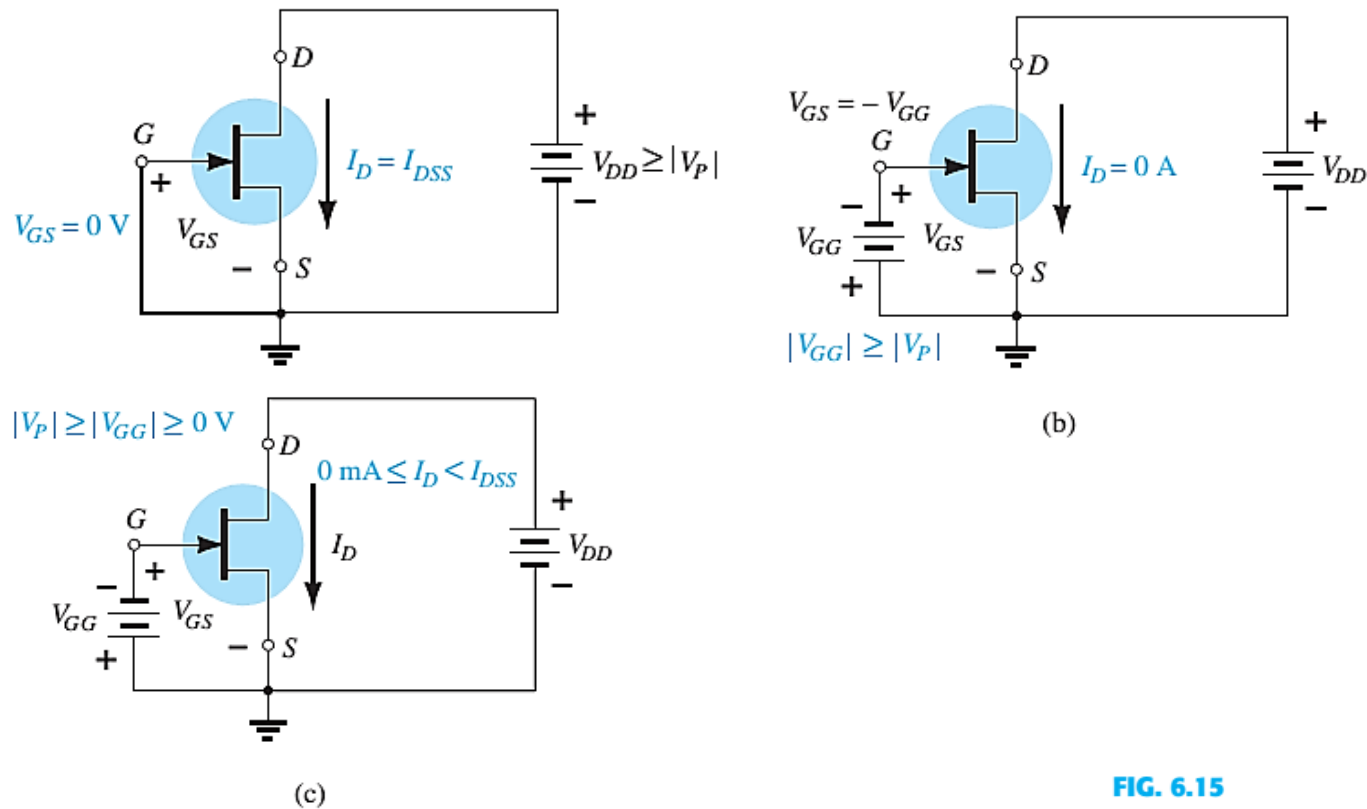 D
G
+
I_D = I_DSS
+
V_DD ≥ |V_P|
−
V_GS = 0 V
V_GS
−
S
D
V_GS = − V_GG
G
+
I_D = 0 A
+
V_DD
−
−
V_GG
+
V_GS
−
S
|V_GG| ≥ |V_P|
(b)
|V_P| ≥ |V_GG| ≥ 0 V
D
0 mA ≤ I_D < I_DSS
G
+
I_D
+
V_DD
−
−
V_GG
+
V_GS
−
S
(c)
FIG. 6.15